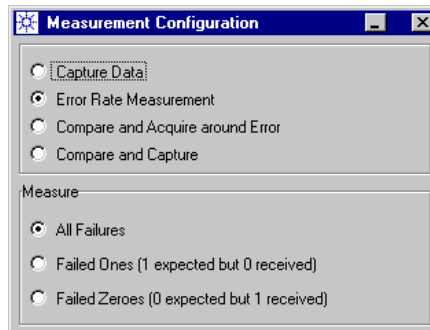 Measurement Configuration
Capture Data
Error Rate Measurement
Compare and Acquire around Error
Compare and Capture
Measure
All Failures
Failed Ones (1 expected but 0 received)
Failed Zeroes (0 expected but 1 received)